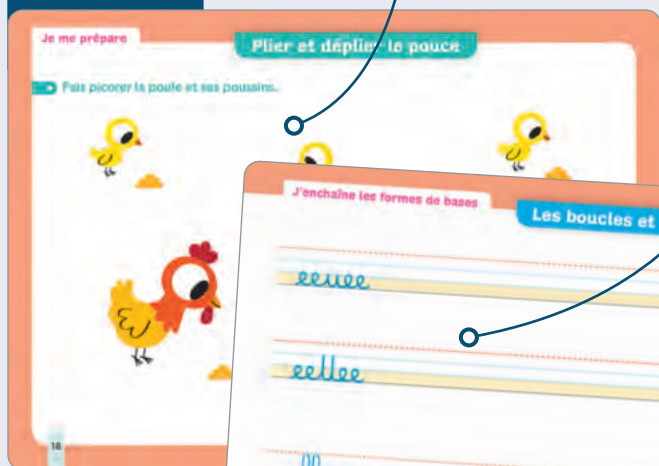 Je me prépare
Plier et déplier le pouce
Fais picorer la poule et ses poussins.
18
J'enchaîne les formes de bases
Les boucles et
eeuee
eellee